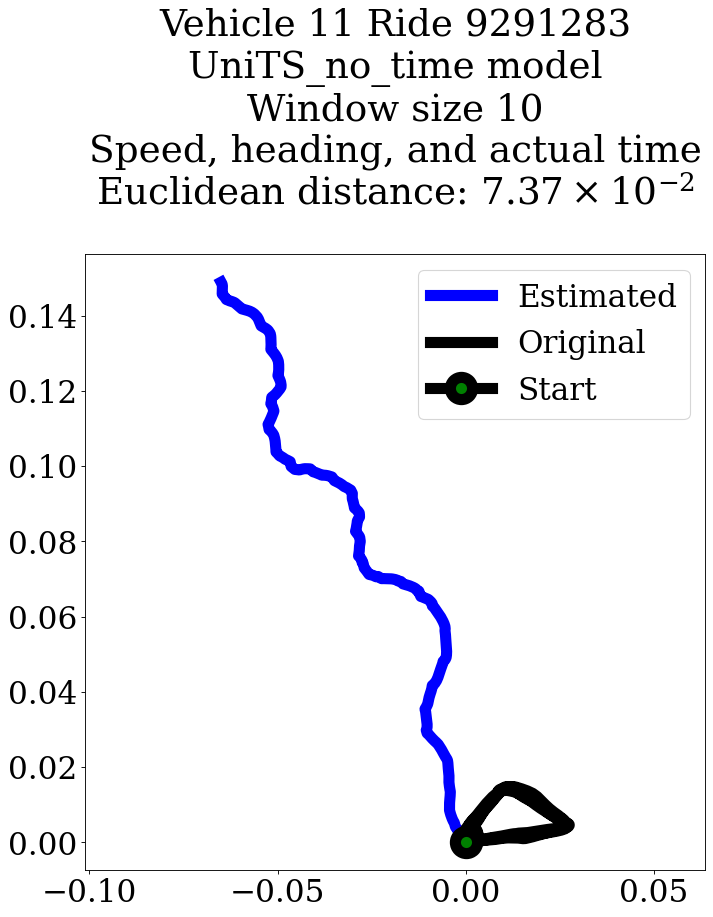 Vehicle 11 Ride 9291283
UniTS_no_time model
Window size 10
Speed, heading, and actual time
Euclidean distance: 7.37 × 10⁻²
Estimated
Original
Start
0.14
0.12
0.10
0.08
0.06
0.04
0.02
0.00
−0.10
−0.05
0.00
0.05